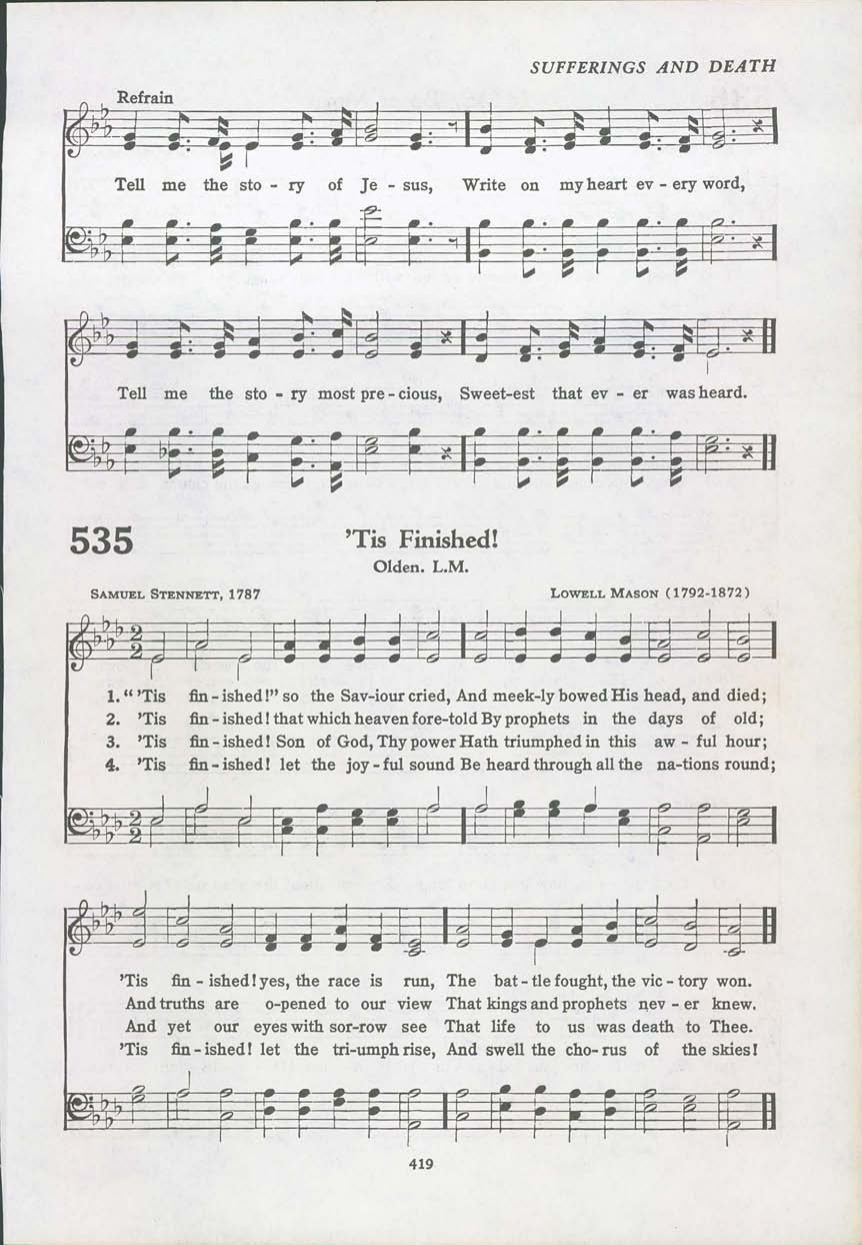 SUFFERINGS AND DEATH
Refrain
Tell me the sto - ry of Je - sus, Write on my heart ev - ery word,
Tell me the sto - ry most pre - cious, Sweet-est that ev - er was heard.
535 'Tis Finished!
Olden. L.M.
SAMUEL STENNETT, 1787 LOWELL MASON (1792-1872)
2
2
1. “ 'Tis fin - ished!” so the Sav-iour cried, And meek-ly bowed His head, and died;
2. 'Tis fin - ished! that which heaven fore-told By prophets in the days of old;
3. 'Tis fin - ished! Son of God, Thy power Hath triumphed in this aw - ful hour;
4. 'Tis fin - ished! let the joy - ful sound Be heard through all the na-tions round;
2
2
'Tis fin - ished! yes, the race is run, The bat - tle fought, the vic - tory won.
And truths are o-pened to our view That kings and prophets nev - er knew.
And yet our eyes with sor-row see That life to us was death to Thee.
'Tis fin - ished! let the tri-umph rise, And swell the cho- rus of the skies!
419